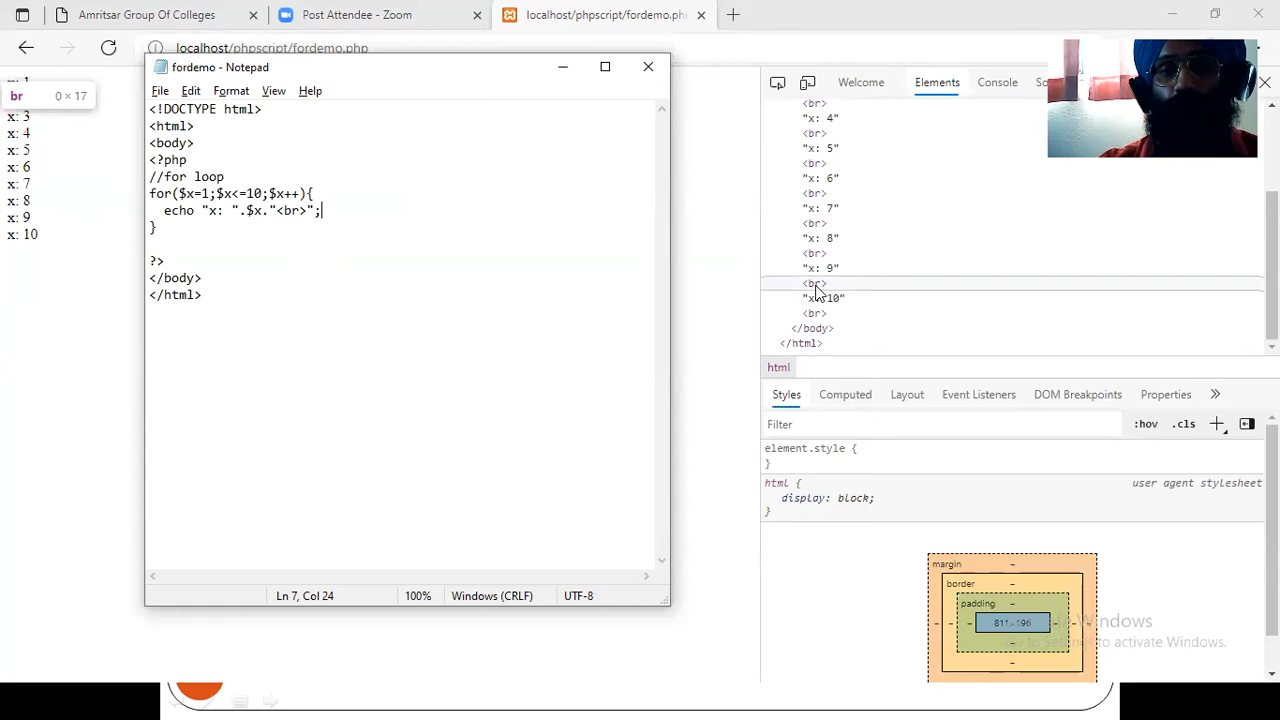 Amritsar Group Of Colleges
Post Attendee - Zoom
localhost/phpscript/fordemo.php
localhost/phpscript/fordemo.php
br 0 × 17
x: 3
x: 4
x: 5
x: 6
x: 7
x: 8
x: 9
x: 10
fordemo - Notepad
File Edit Format View Help
<!DOCTYPE html>
<html>
<body>
<?php
//for loop
for($x=1;$x<=10;$x++){
echo "x: ".$x."<br>";
}
?>
</body>
</html>
Ln 7, Col 24 100% Windows (CRLF) UTF-8
Welcome Elements Console
<br>
"x: 4"
<br>
"x: 5"
<br>
"x: 6"
<br>
"x: 7"
<br>
"x: 8"
<br>
"x: 9"
<br>
"x: 10"
<br>
</body>
</html>
html
Styles Computed Layout Event Listeners DOM Breakpoints Properties
Filter :hov .cls
element.style {
}
html { user agent stylesheet
display: block;
}
margin –
border –
padding –
Windows
to activate Windows.